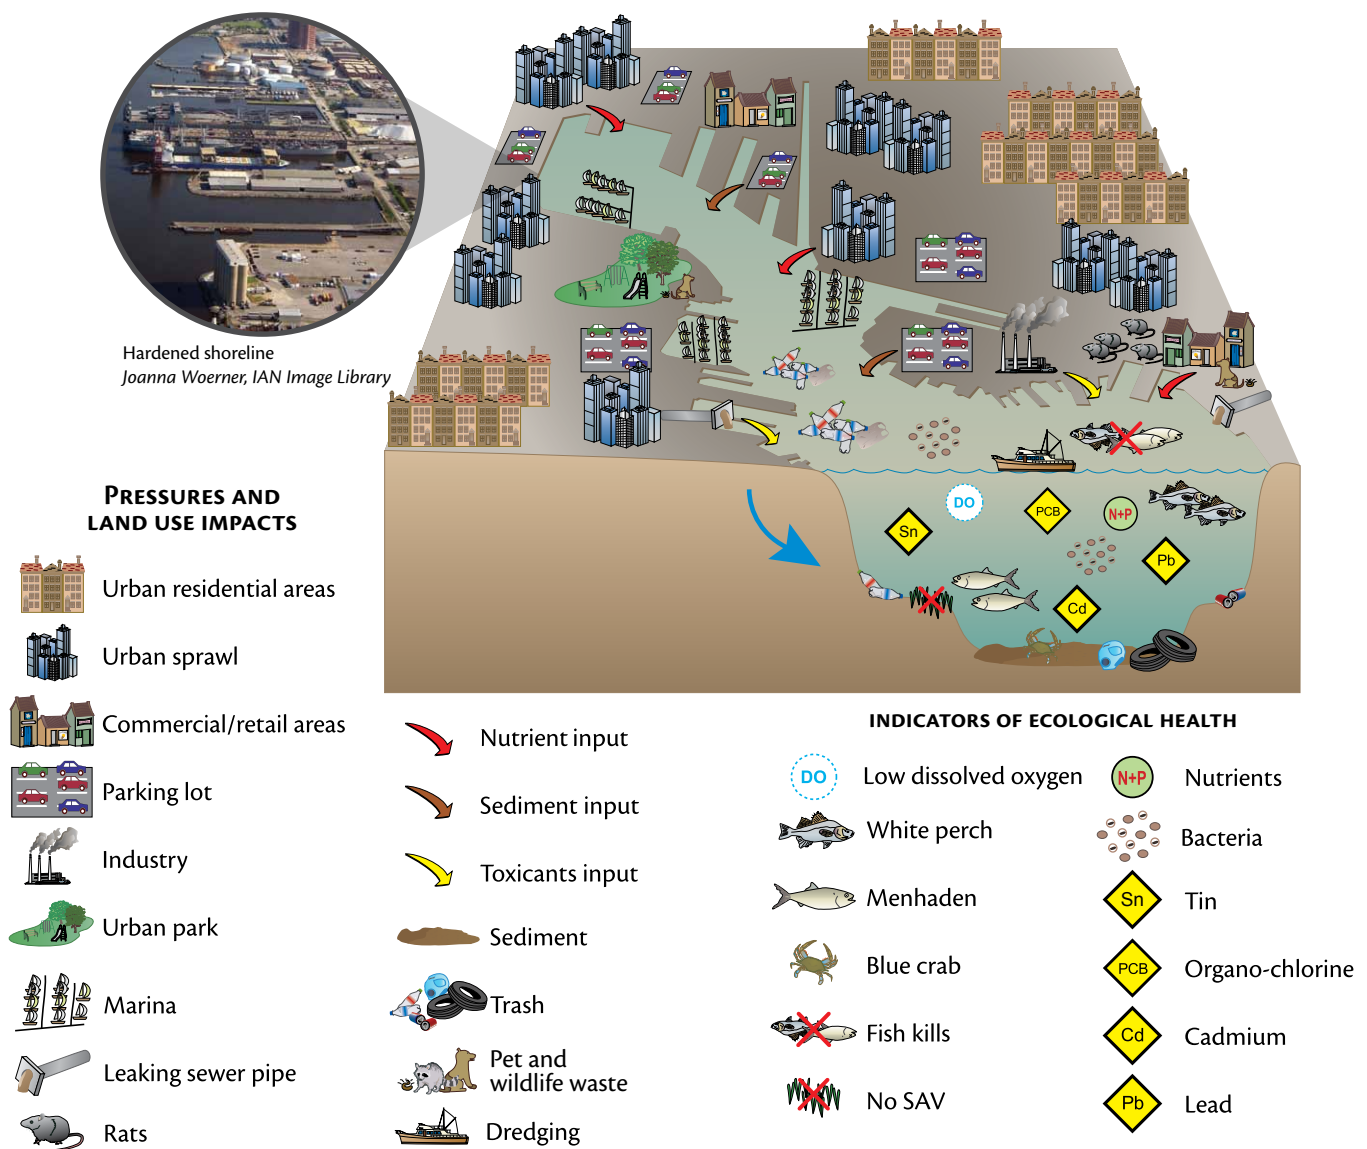 Hardened shoreline
Joanna Woerner, IAN Image Library
DO
PCB
N+P
Sn
Pb
Cd
PRESSURES AND
LAND USE IMPACTS
Urban residential areas
Urban sprawl
Commercial/retail areas
Parking lot
Industry
Urban park
Marina
Leaking sewer pipe
Rats
Nutrient input
Sediment input
Toxicants input
Sediment
Trash
Pet and
wildlife waste
Dredging
INDICATORS OF ECOLOGICAL HEALTH
DO Low dissolved oxygen
White perch
Menhaden
Blue crab
Fish kills
No SAV
N+P Nutrients
Bacteria
Sn Tin
PCB Organo-chlorine
Cd Cadmium
Pb Lead